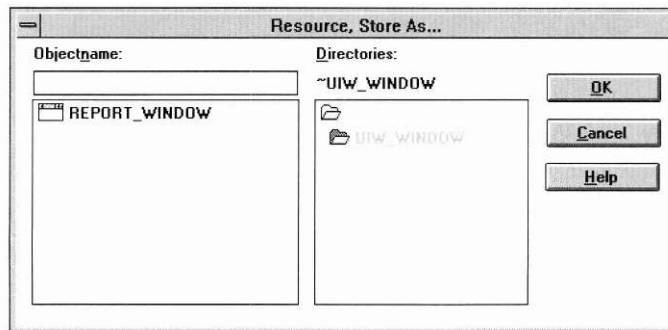 Resource, Store As...
Objectname:
Directories:
~UIW_WINDOW
OK
REPORT_WINDOW
UIW_WINDOW
Cancel
Help